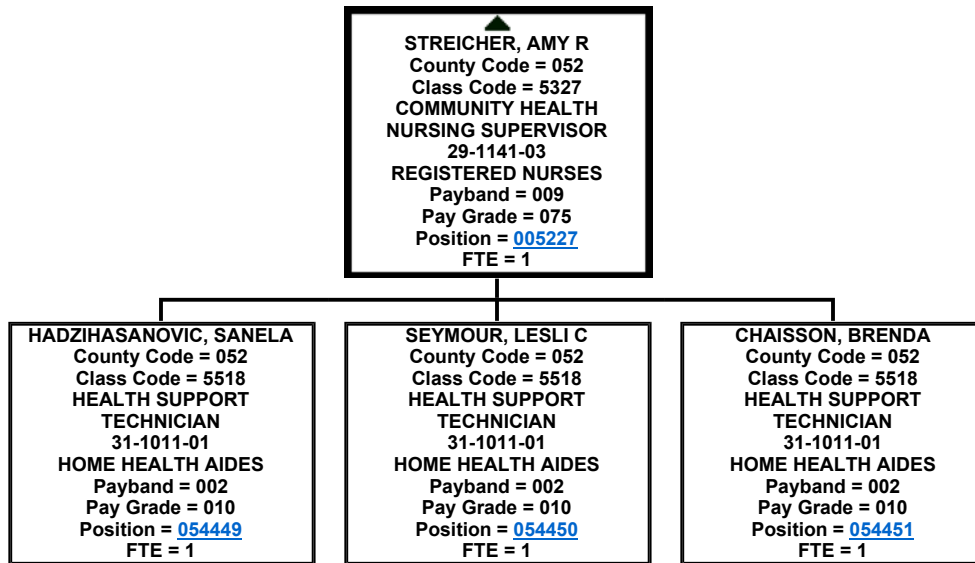 STREICHER, AMY R
County Code = 052
Class Code = 5327
COMMUNITY HEALTH
NURSING SUPERVISOR
29-1141-03
REGISTERED NURSES
Payband = 009
Pay Grade = 075
Position = 005227
FTE = 1
HADZIHASANOVIC, SANELA
County Code = 052
Class Code = 5518
HEALTH SUPPORT
TECHNICIAN
31-1011-01
HOME HEALTH AIDES
Payband = 002
Pay Grade = 010
Position = 054449
FTE = 1
SEYMOUR, LESLI C
County Code = 052
Class Code = 5518
HEALTH SUPPORT
TECHNICIAN
31-1011-01
HOME HEALTH AIDES
Payband = 002
Pay Grade = 010
Position = 054450
FTE = 1
CHAISSON, BRENDA
County Code = 052
Class Code = 5518
HEALTH SUPPORT
TECHNICIAN
31-1011-01
HOME HEALTH AIDES
Payband = 002
Pay Grade = 010
Position = 054451
FTE = 1